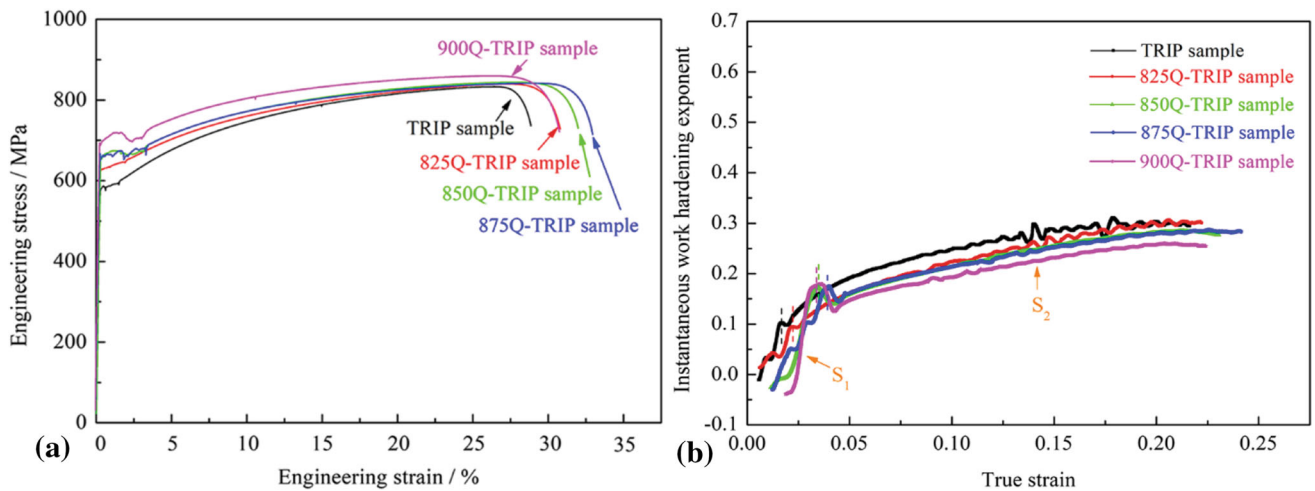 1000
800
600
400
200
0
Engineering stress / MPa
900Q-TRIP sample
TRIP sample
825Q-TRIP sample
850Q-TRIP sample
875Q-TRIP sample
0 5 10 15 20 25 30 35
Engineering strain / %
(a)
0.7
0.6
0.5
0.4
0.3
0.2
0.1
0.0
-0.1
Instantaneous work hardening exponent
TRIP sample
825Q-TRIP sample
850Q-TRIP sample
875Q-TRIP sample
900Q-TRIP sample
S₂
S₁
0.00 0.05 0.10 0.15 0.20 0.25
True strain
(b)